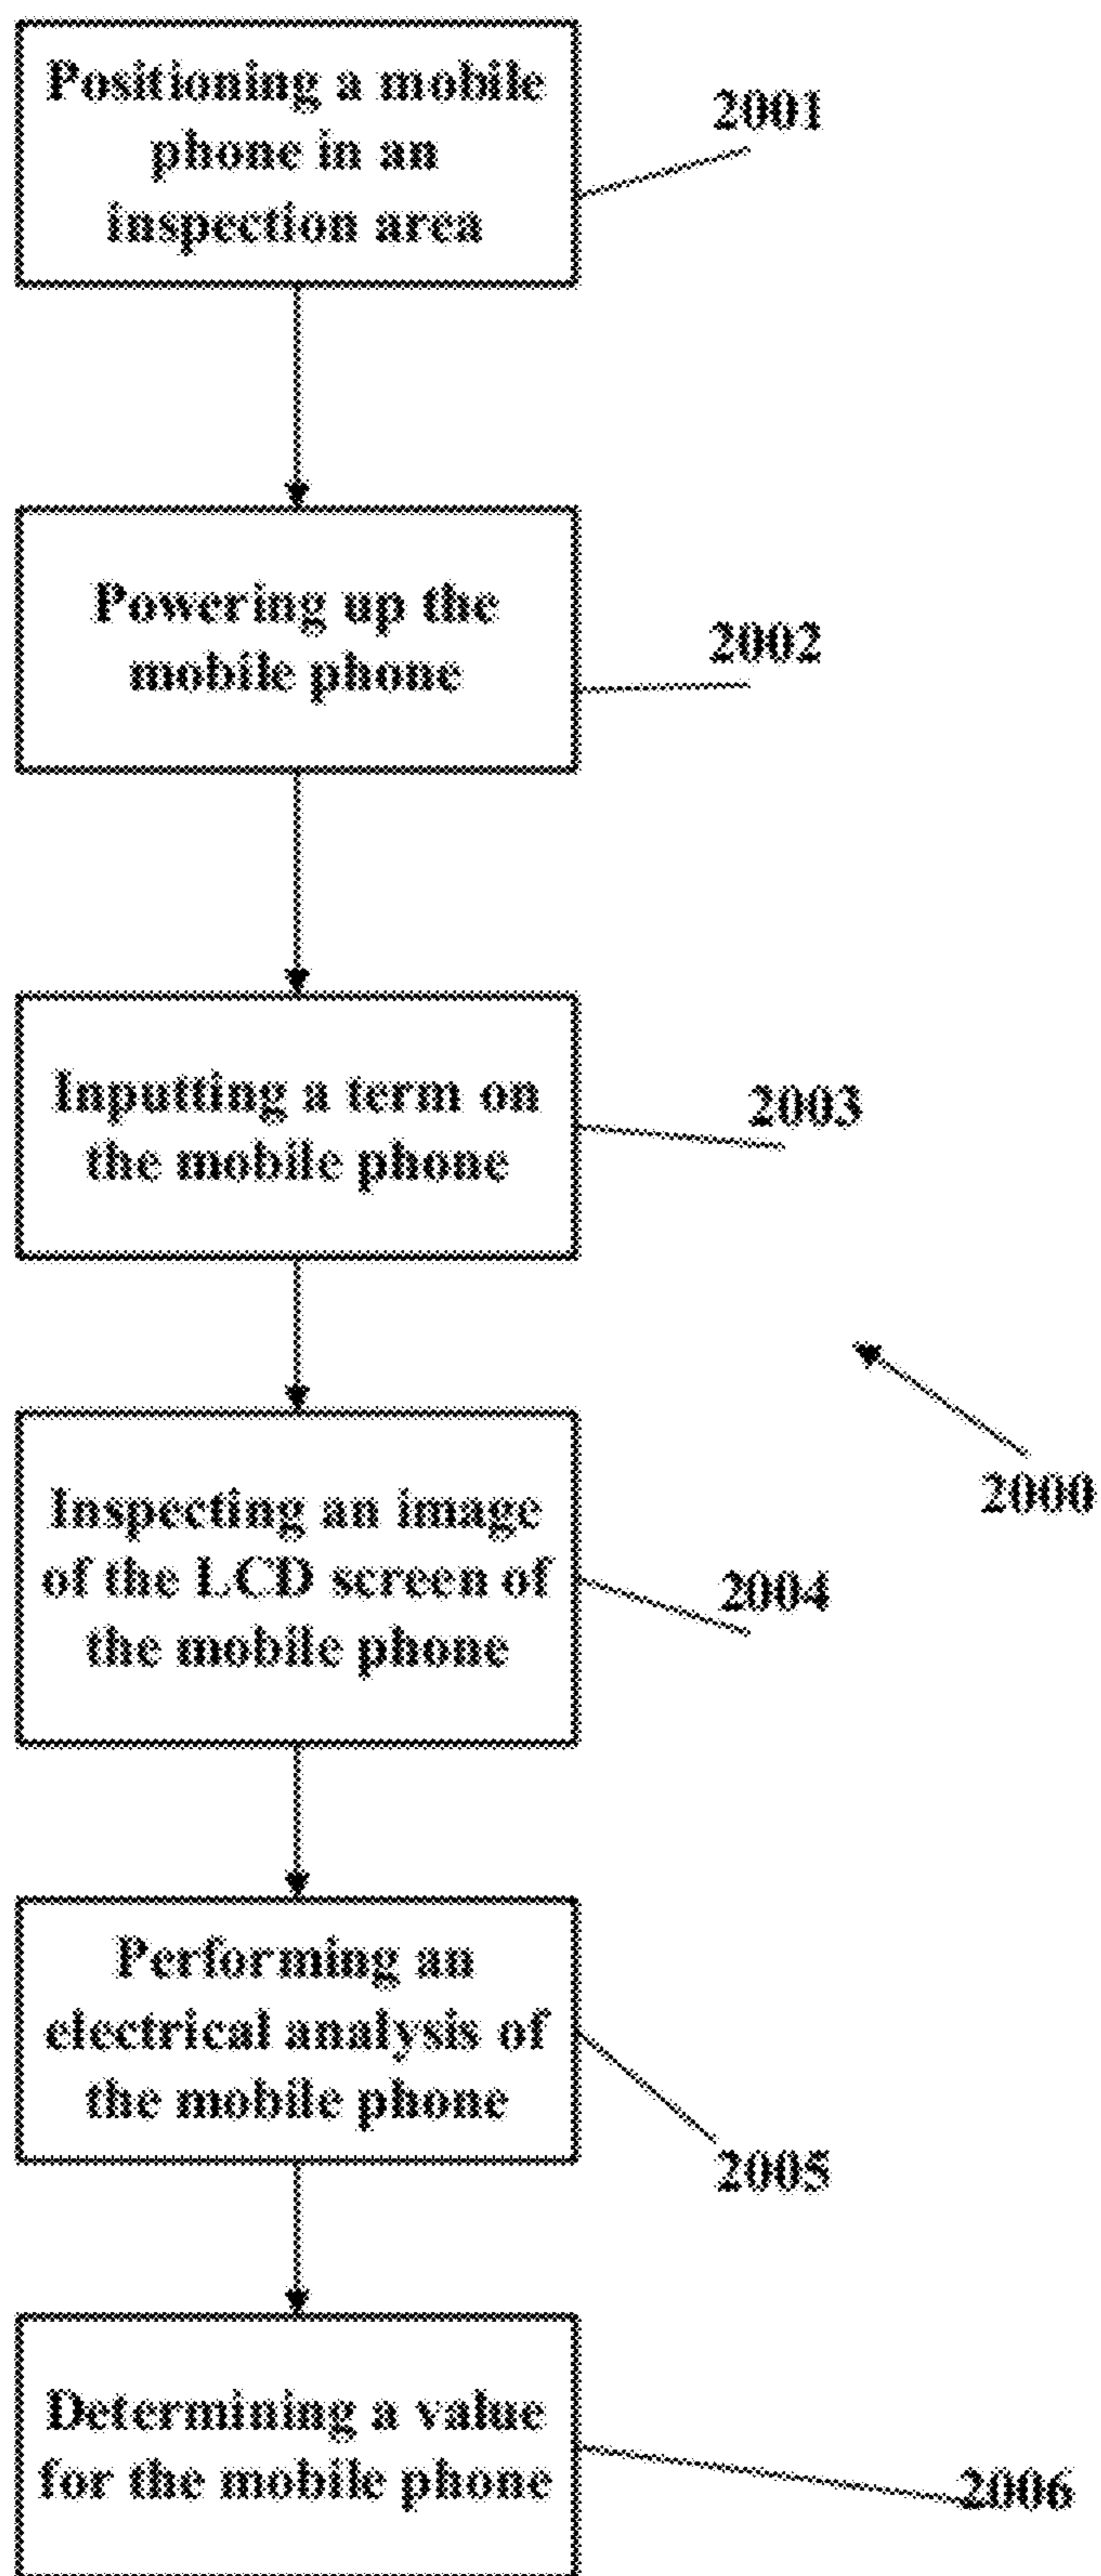 Positioning a mobile
phone in an
inspection area
2001
Powering up the
mobile phone
2002
Inputting a term on
the mobile phone
2003
2000
Inspecting an image
of the LCD screen of
the mobile phone
2004
Performing an
electrical analysis of
the mobile phone
2005
Determining a value
for the mobile phone
2006